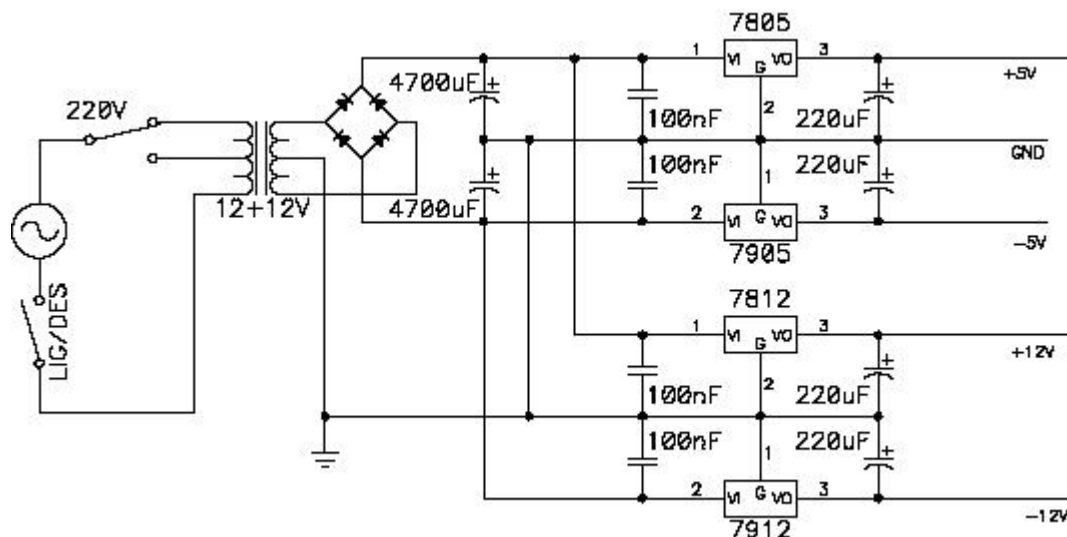 7805
1 VI VO 3
G
+5V
4700uF
+
2
+
220V
100nF
220uF
GND
100nF
220uF
+
1
+
12+12V
4700uF
2 VI G VO 3
-5V
7905
LIG/DES
7812
1 VI VO 3
G
+12V
2
+
100nF
220uF
100nF
220uF
1
+
2 VI G VO 3
-12V
7912